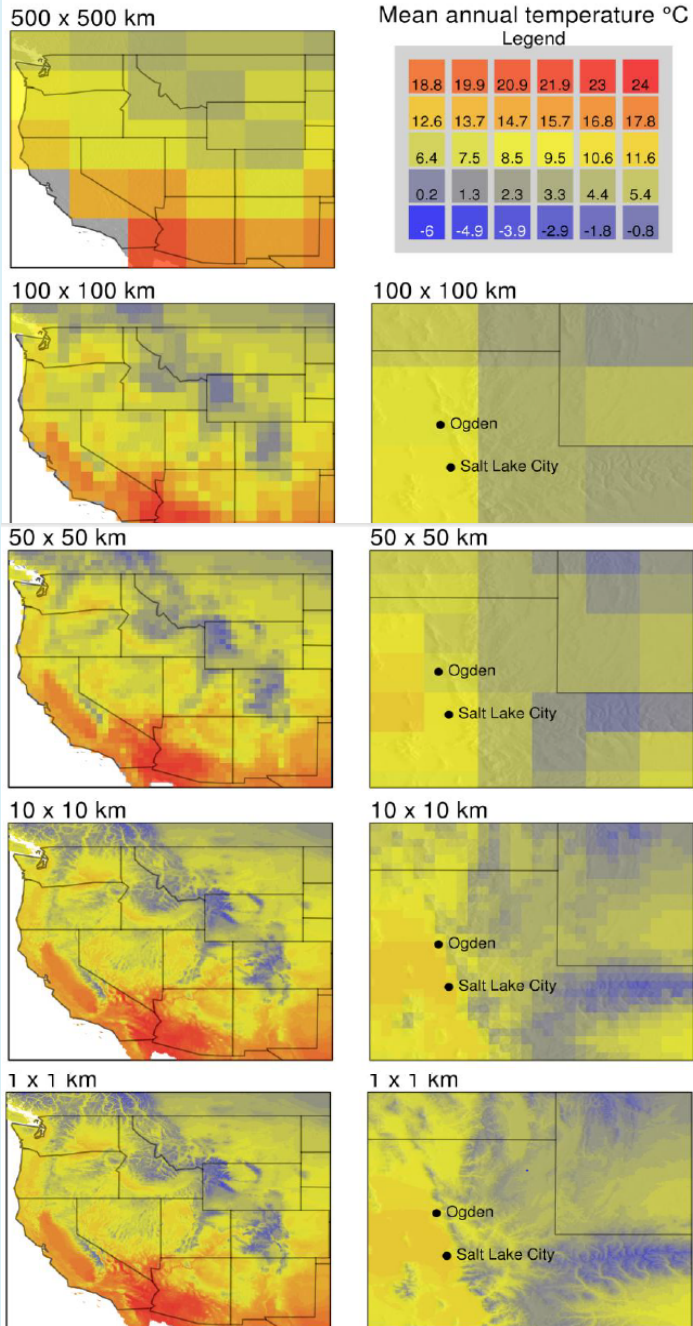 500 x 500 km
Mean annual temperature °C
Legend
18.8 19.9 20.9 21.9 23 24
12.6 13.7 14.7 15.7 16.8 17.8
6.4 7.5 8.5 9.5 10.6 11.6
0.2 1.3 2.3 3.3 4.4 5.4
-6 -4.9 -3.9 -2.9 -1.8 -0.8
100 x 100 km
100 x 100 km
Ogden
Salt Lake City
50 x 50 km
50 x 50 km
Ogden
Salt Lake City
10 x 10 km
10 x 10 km
Ogden
Salt Lake City
1 x 1 km
1 x 1 km
Ogden
Salt Lake City